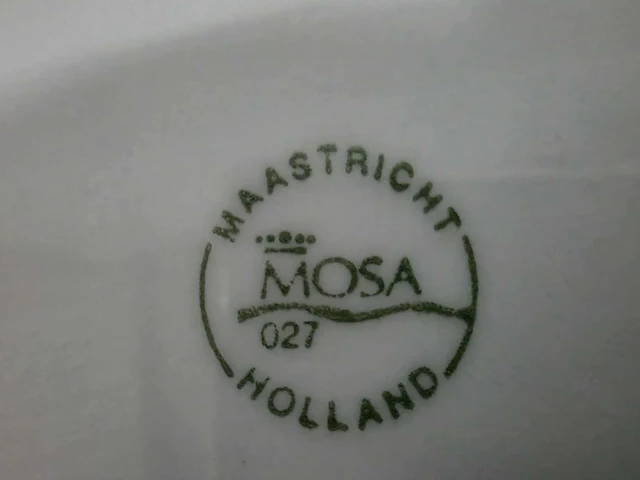 MAASTRICHT
MOSA
027
HOLLAND